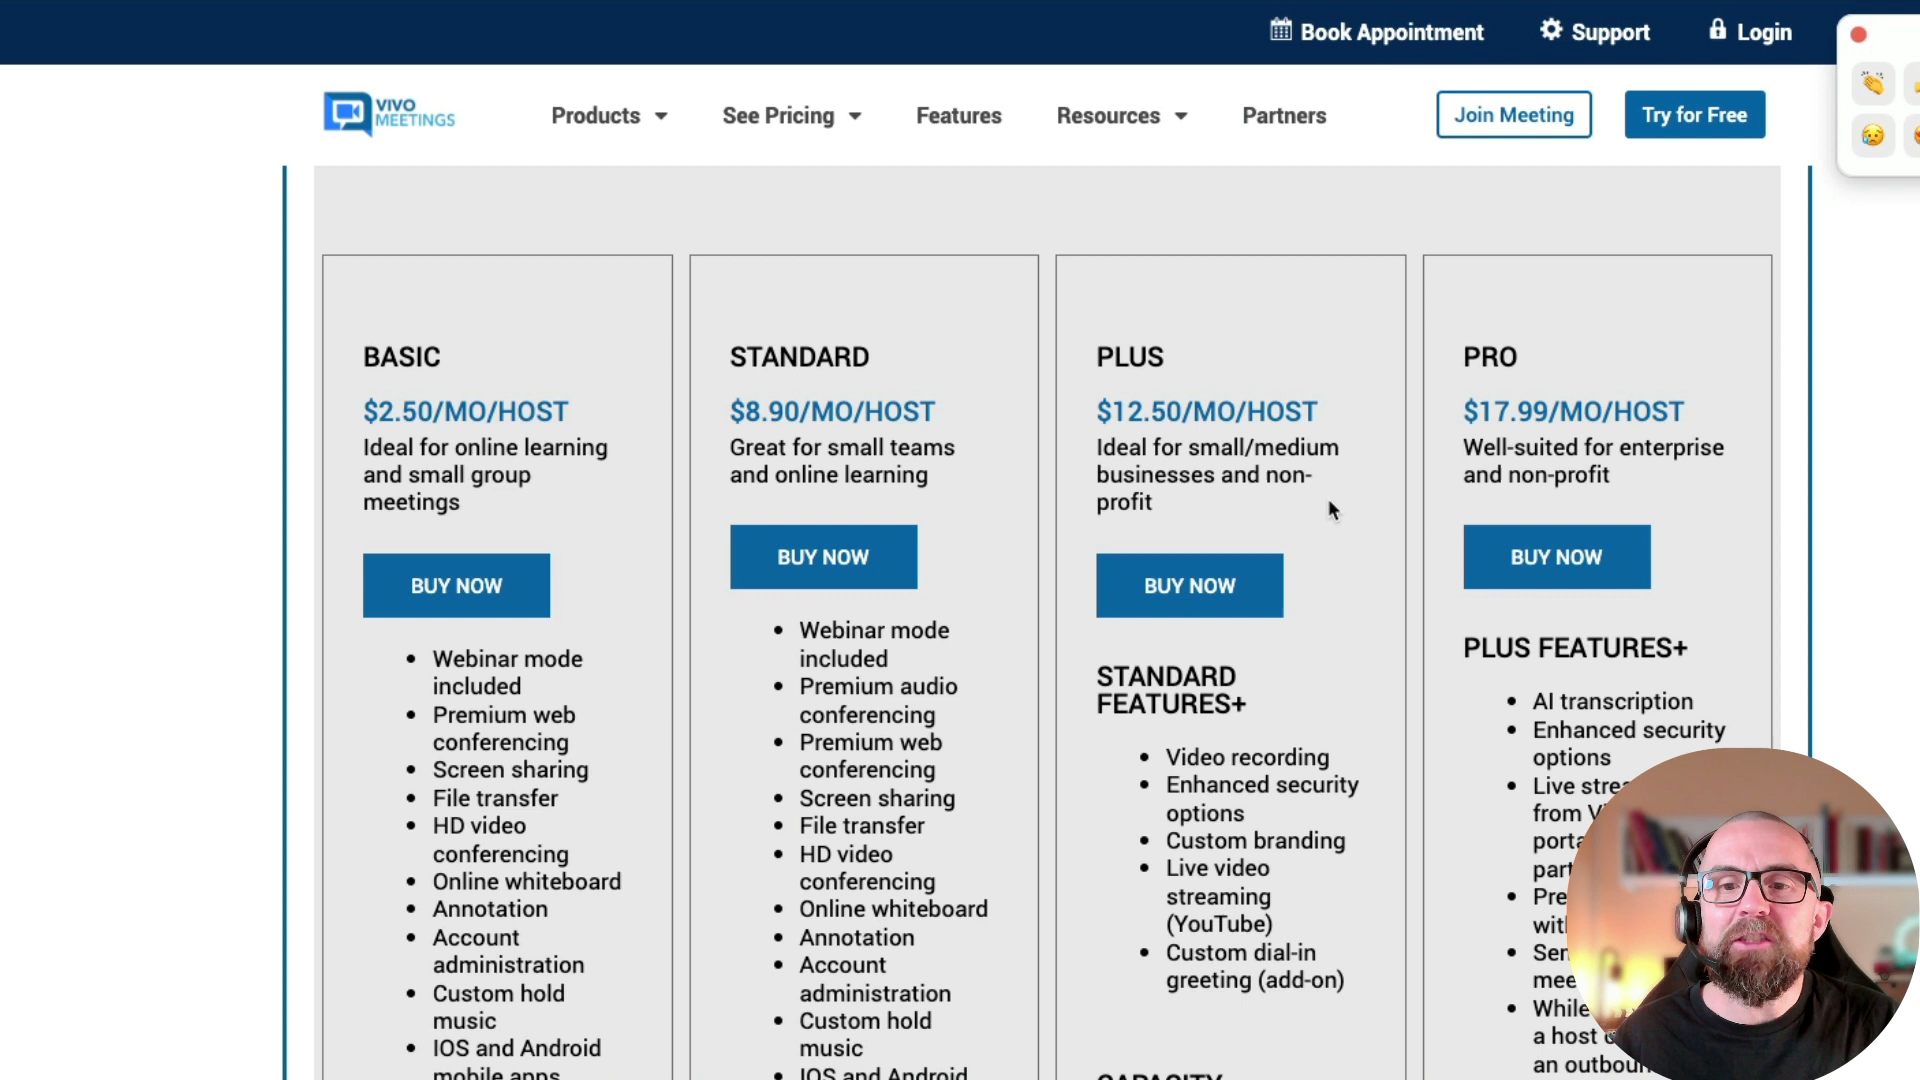 Book Appointment
Support
Login
VIVO
MEETINGS
Products
See Pricing
Features
Resources
Partners
Join Meeting
Try for Free
BASIC
$2.50/MO/HOST
Ideal for online learning
and small group
meetings
BUY NOW
Webinar mode
included
Premium web
conferencing
Screen sharing
File transfer
HD video
conferencing
Online whiteboard
Annotation
Account
administration
Custom hold
music
IOS and Android
mobile apps
STANDARD
$8.90/MO/HOST
Great for small teams
and online learning
BUY NOW
Webinar mode
included
Premium audio
conferencing
Premium web
conferencing
Screen sharing
File transfer
HD video
conferencing
Online whiteboard
Annotation
Account
administration
Custom hold
music
IOS and Android
PLUS
$12.50/MO/HOST
Ideal for small/medium
businesses and non-
profit
BUY NOW
STANDARD
FEATURES+
Video recording
Enhanced security
options
Custom branding
Live video
streaming
(YouTube)
Custom dial-in
greeting (add-on)
CAPACITY
PRO
$17.99/MO/HOST
Well-suited for enterprise
and non-profit
BUY NOW
PLUS FEATURES+
AI transcription
Enhanced security
options
Live
from
While
a host
an